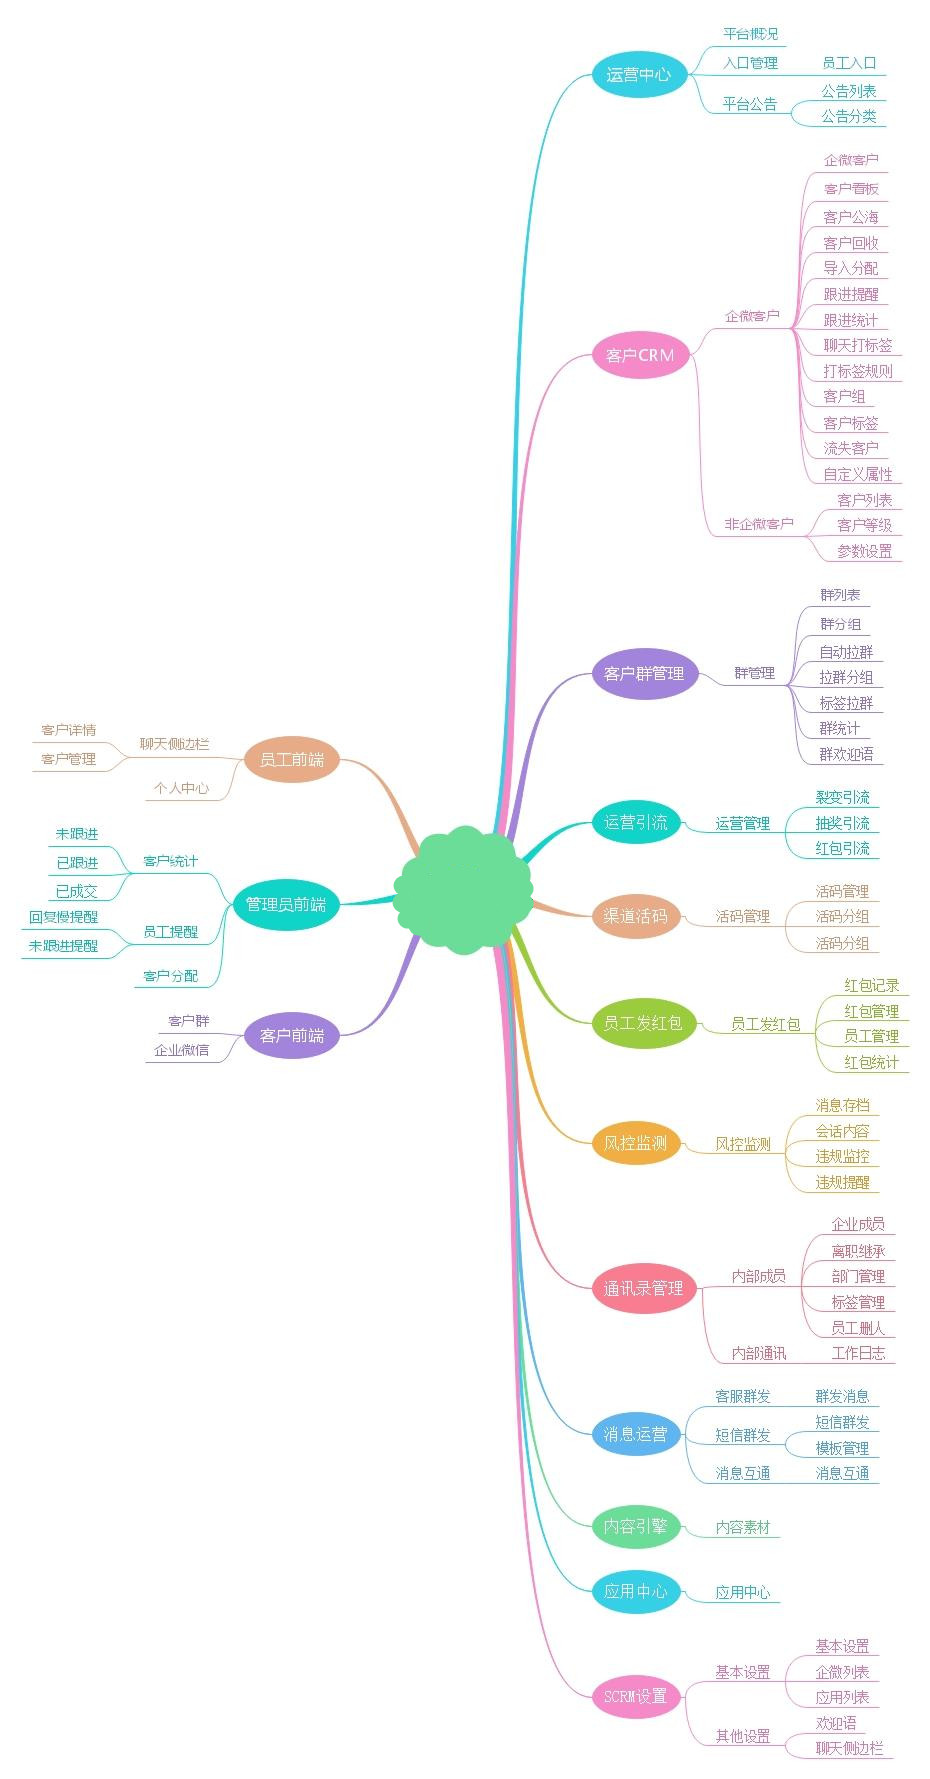 运营中心
平台概况
入口管理
员工入口
平台公告
公告列表
公告分类
客户CRM
企微客户
企微客户
客户看板
客户公海
客户回收
导入分配
跟进提醒
跟进统计
聊天打标签
打标签规则
客户组
客户标签
流失客户
自定义属性
非企微客户
客户列表
客户等级
参数设置
客户群管理
群管理
群列表
群分组
自动拉群
拉群分组
标签拉群
群统计
群欢迎语
运营引流
运营管理
裂变引流
抽奖引流
红包引流
渠道活码
活码管理
活码管理
活码分组
活码分组
员工发红包
员工发红包
红包记录
红包管理
员工管理
红包统计
风控监测
风控监测
消息存档
会话内容
违规监控
违规提醒
通讯录管理
内部成员
企业成员
离职继承
部门管理
标签管理
员工删人
内部通讯
工作日志
消息运营
客服群发
群发消息
短信群发
短信群发
模板管理
消息互通
消息互通
内容引擎
内容素材
应用中心
应用中心
SCRM设置
基本设置
基本设置
企微列表
应用列表
其他设置
欢迎语
聊天侧边栏
员工前端
聊天侧边栏
客户详情
客户管理
个人中心
管理员前端
客户统计
未跟进
已跟进
已成交
员工提醒
回复慢提醒
未跟进提醒
客户分配
客户前端
客户群
企业微信